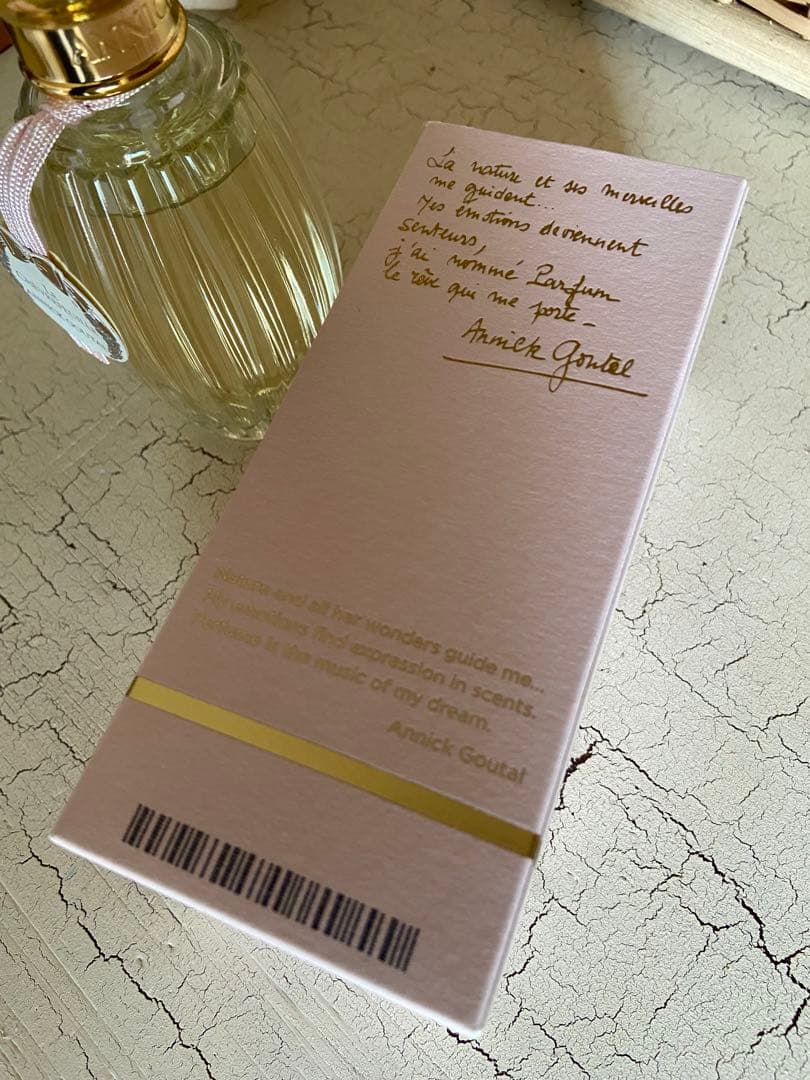 La nature et ses merveilles
me guident...
Mes émotions deviennent
senteurs,
j'ai nommé Parfum
le rêve qui me porte_
Annick Goutal
Nature and all her wonders guide me...
My emotions find expression in scents.
Perfume is the music of my dream.
Annick Goutal